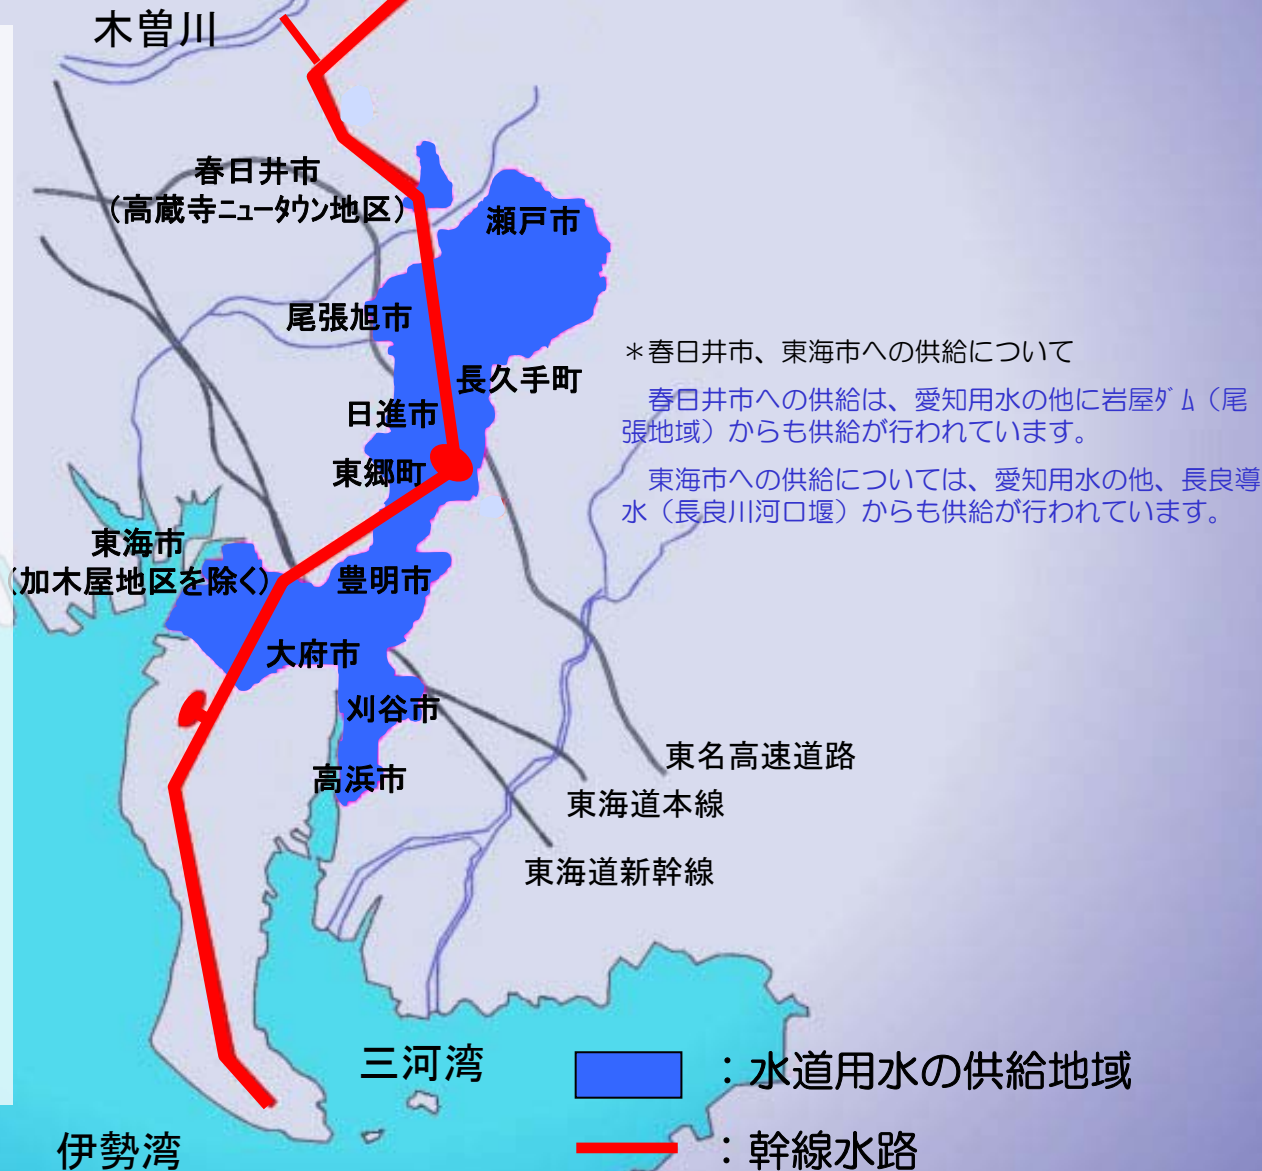 木曽川
春日井市
(高蔵寺ニュータウン地区)
瀬戸市
尾張旭市
長久手町
日進市
東郷町
東海市
(加木屋地区を除く)
豊明市
大府市
刈谷市
高浜市
*春日井市、東海市への供給について
春日井市への供給は、愛知用水の他に岩屋ダム(尾
張地域)からも供給が行われています。
東海市への供給については、愛知用水の他、長良導
水(長良川河口堰)からも供給が行われています。
東名高速道路
東海道本線
東海道新幹線
三河湾
伊勢湾
:水道用水の供給地域
:幹線水路